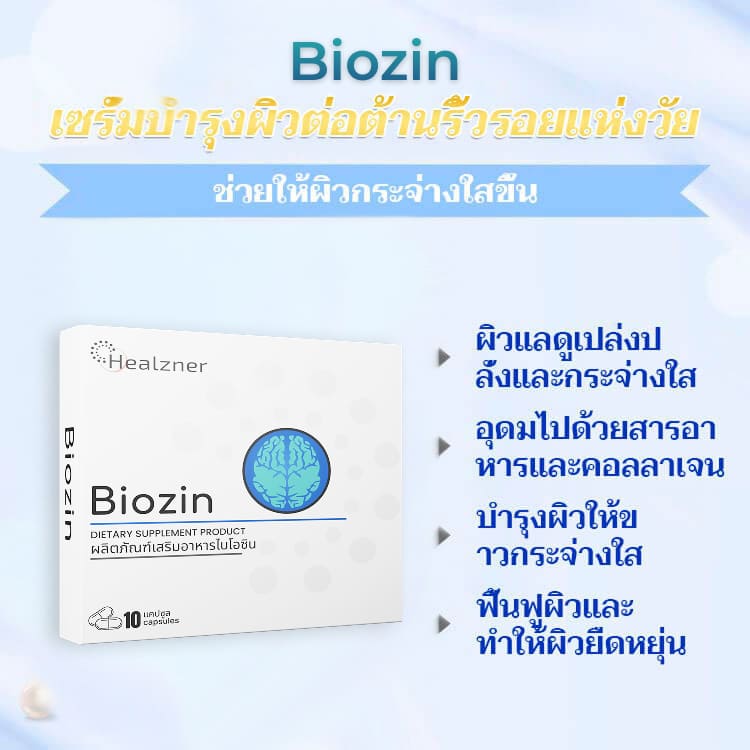 Biozin
เซรั่มบำรุงผิวต่อต้านริ้วรอยแห่งวัย
ช่วยให้ผิวกระจ่างใสขึ้น
Healzner
Biozin
Biozin
DIETARY SUPPLEMENT PRODUCT
ผลิตภัณฑ์เสริมอาหารไบโอซิน
10 แคปซูล
capsules
ผิวแลดูเปล่งป
ลั่งและกระจ่างใส
อุดมไปด้วยสารอา
หารและคอลลาเจน
บำรุงผิวให้ข
าวกระจ่างใส
ฟื้นฟูผิวและ
ทำให้ผิวยืดหยุ่น